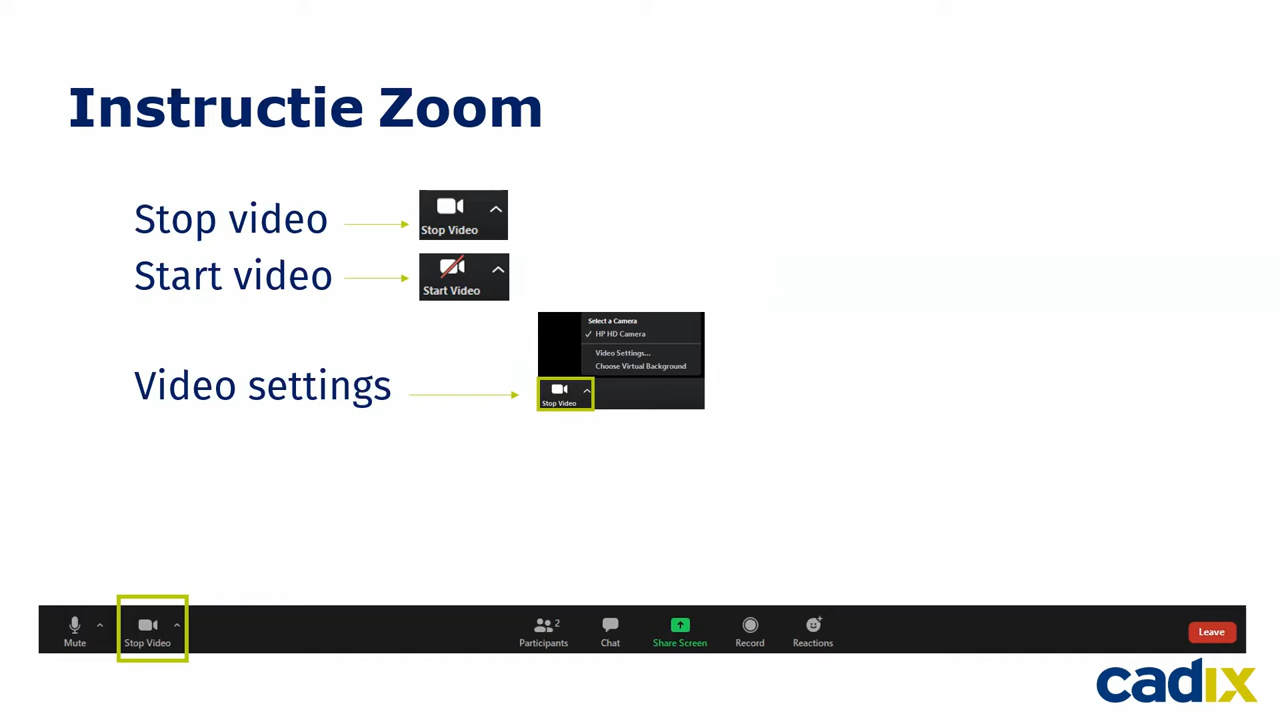 Instructie Zoom
Stop video
Stop Video
Start video
Start Video
Select a Camera
✓ HP HD Camera
Video Settings...
Choose Virtual Background
Video settings
Stop Video
Mute
Stop Video
Participants 2
Chat
Share Screen
Record
Reactions
Leave
cadix